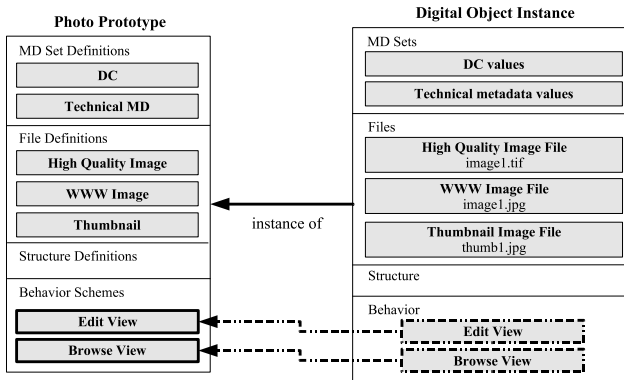 Photo Prototype
MD Set Definitions
DC
Technical MD
File Definitions
High Quality Image
WWW Image
Thumbnail
Structure Definitions
Behavior Schemes
Edit View
Browse View
instance of
Digital Object Instance
MD Sets
DC values
Technical metadata values
Files
High Quality Image File
image1.tif
WWW Image File
image1.jpg
Thumbnail Image File
thumb1.jpg
Structure
Behavior
Edit View
Browse View